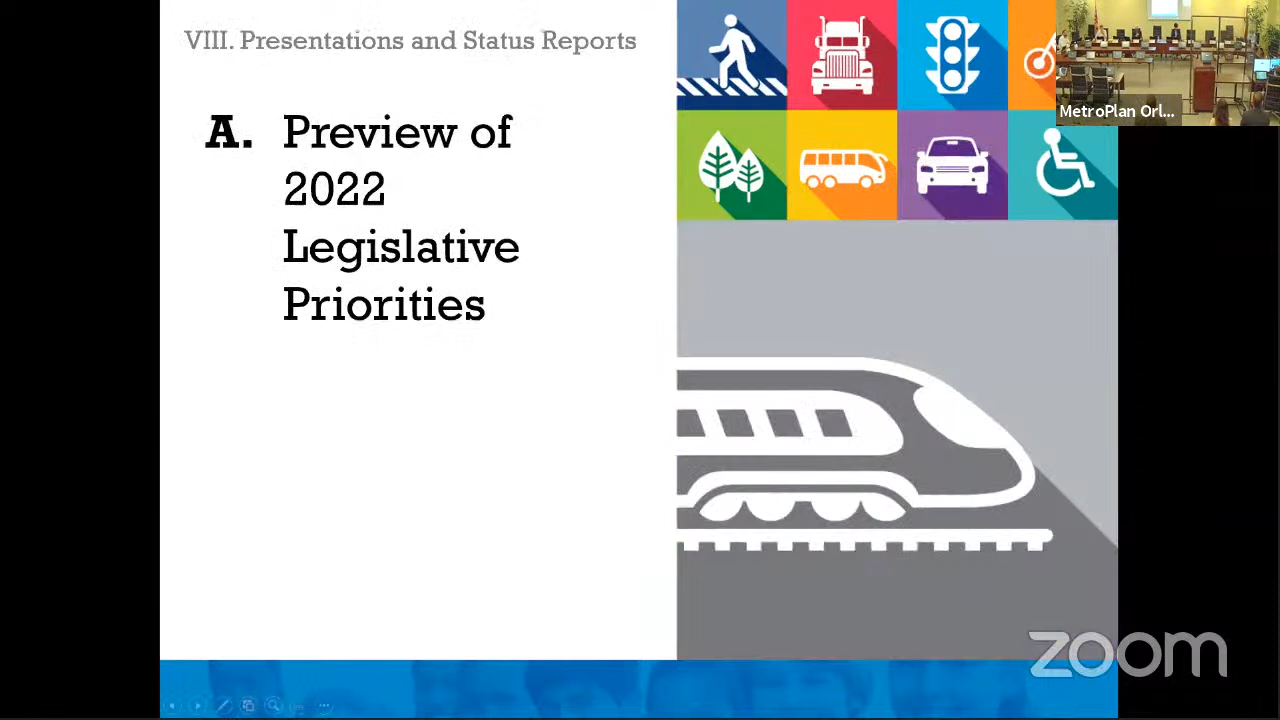 VIII. Presentations and Status Reports
A. Preview of
2022
Legislative
Priorities
MetroPlan Orl...
zoom